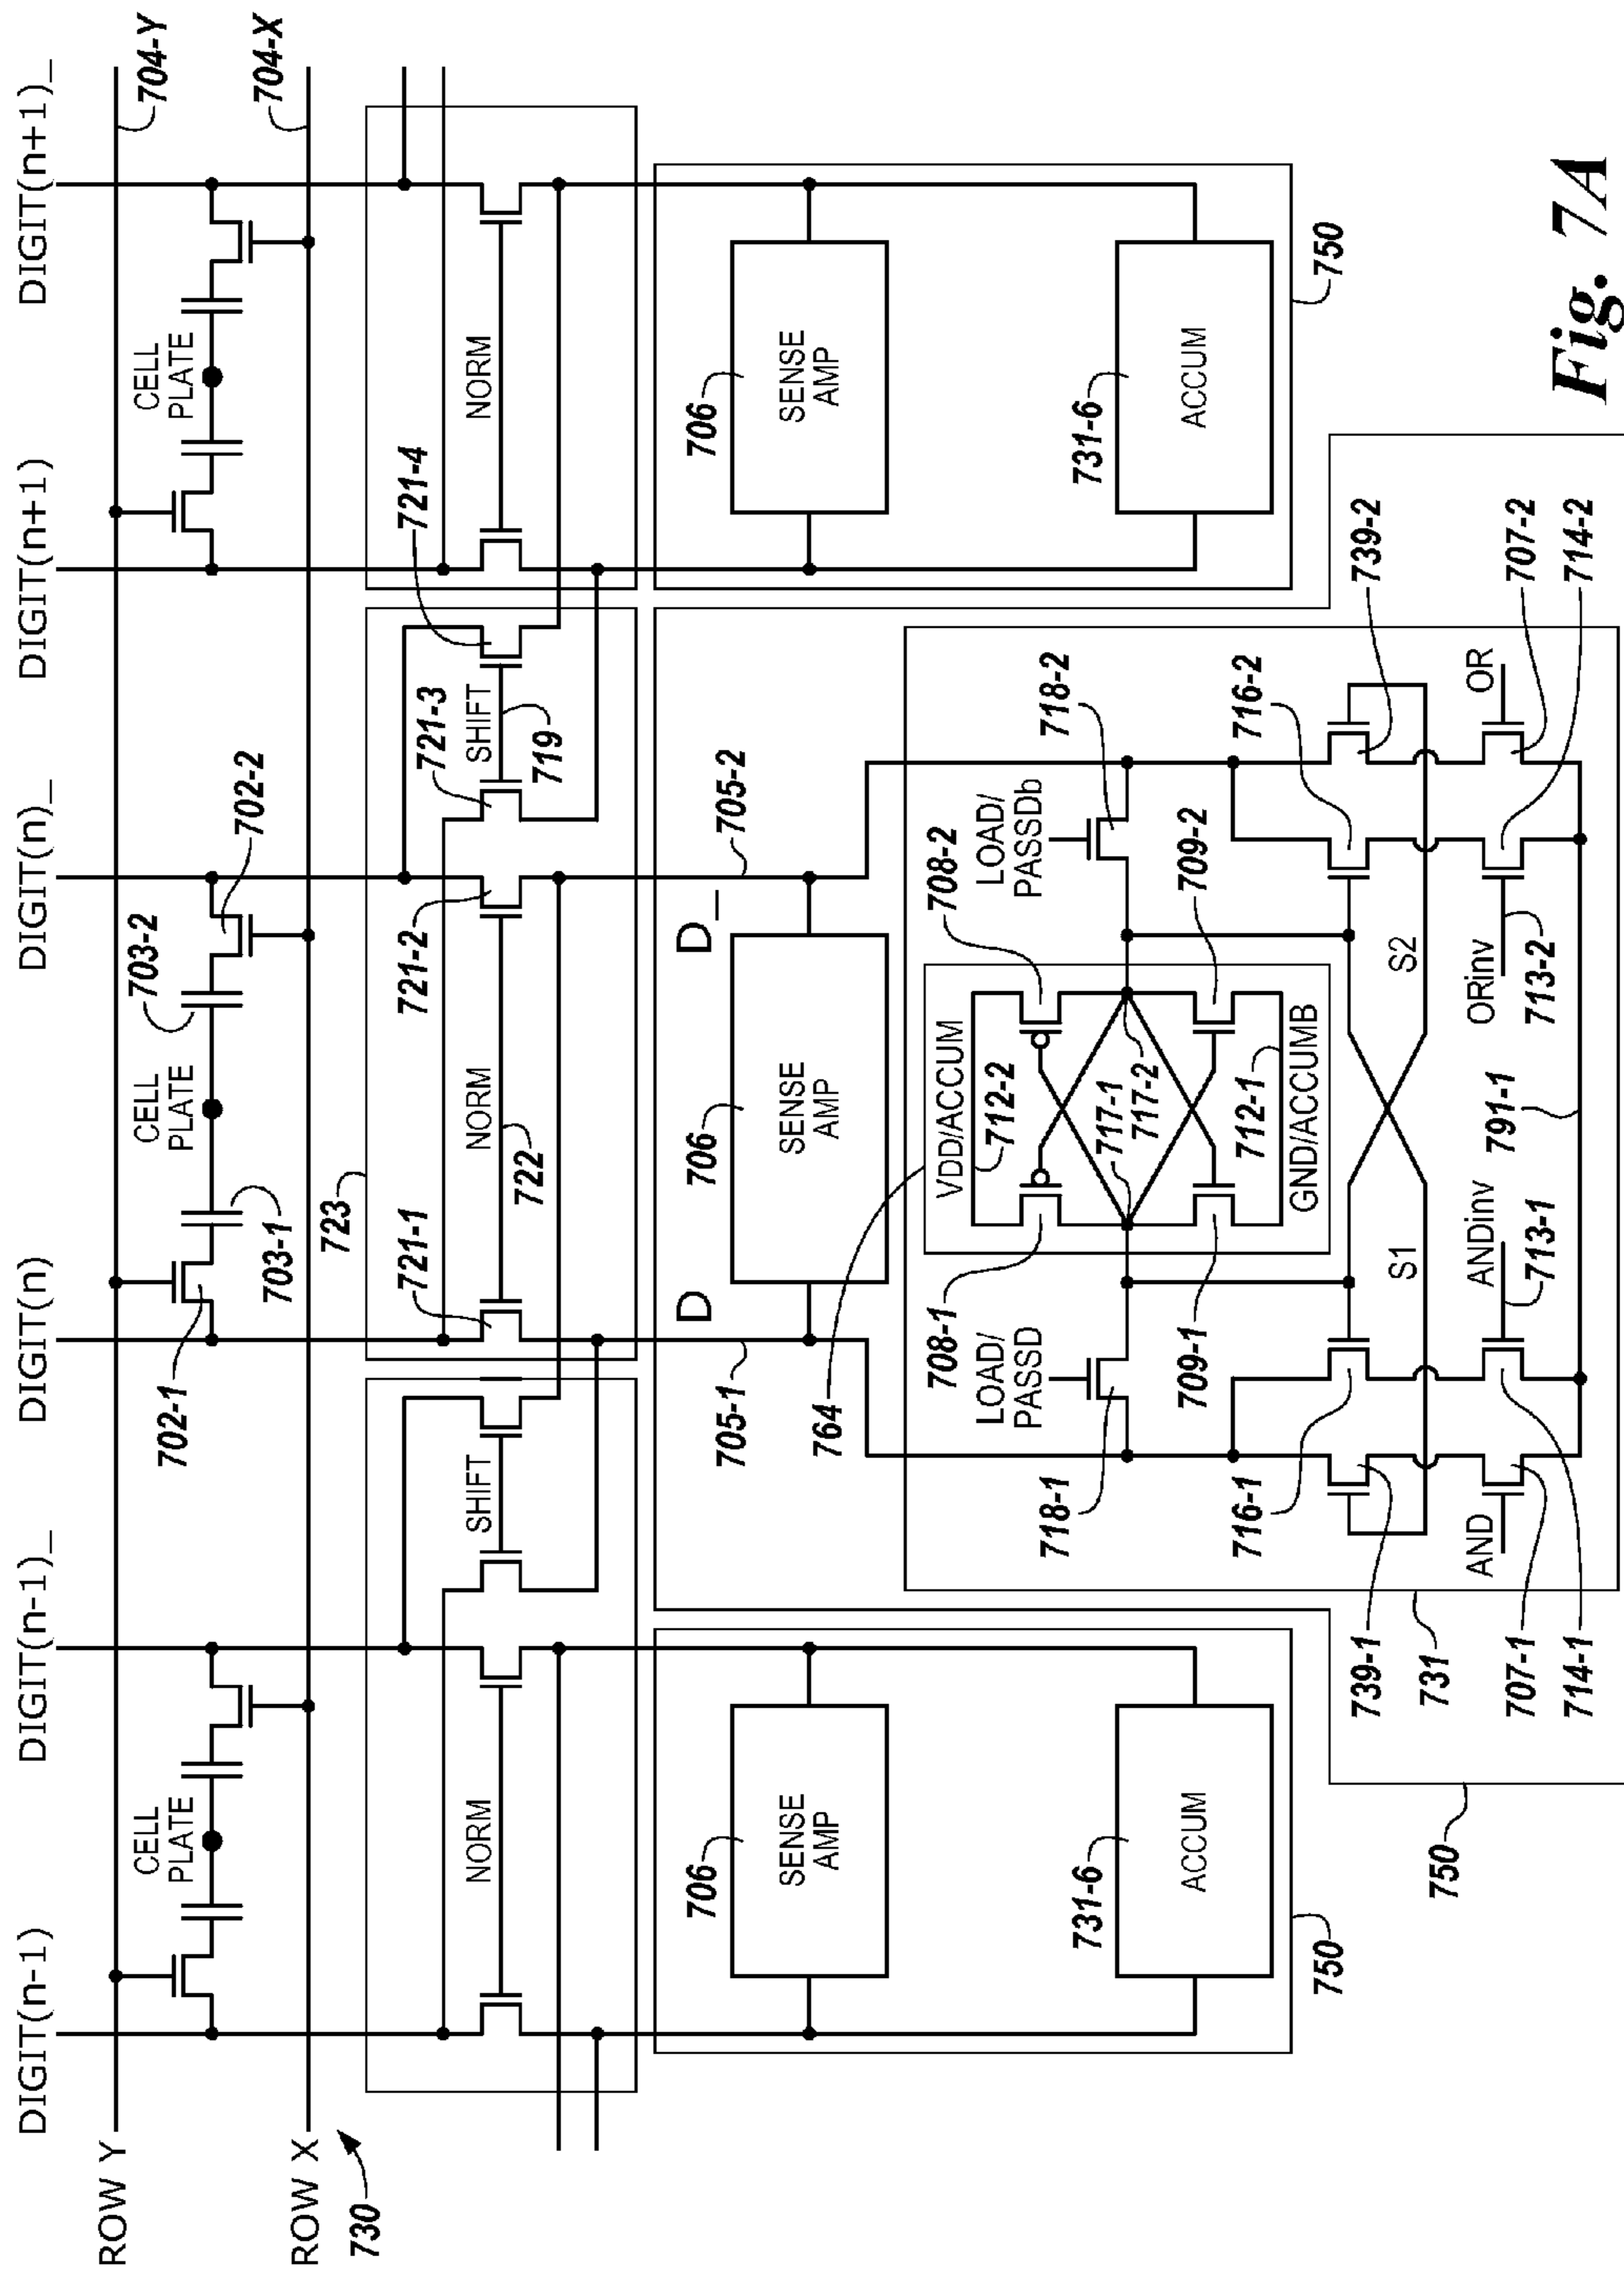 DIGIT(n-1)
DIGIT(n-1)_
DIGIT(n)
DIGIT(n)_
DIGIT(n+1)
DIGIT(n+1)_
ROW Y
704-Y
CELL
PLATE
702-1
703-1
CELL
PLATE
703-2
702-2
CELL
PLATE
ROW X
704-X
730
723
NORM
SHIFT
721-1
NORM
722
721-2
721-3
SHIFT
719
721-4
NORM
706
SENSE
AMP
705-1
D
706
SENSE
AMP
D_
705-2
706
SENSE
AMP
731-6
ACCUM
750
764
LOAD/
PASSD
718-1
708-1
VDD/ACCUM
712-2
708-2
LOAD/
PASSDb
718-2
731-6
ACCUM
750
717-1
717-2
709-1
709-2
712-1
GND/ACCUMB
716-1
716-2
739-1
S1
S2
739-2
731
750
AND
ANDinv
713-1
791-1
ORinv
713-2
OR
707-1
714-1
707-2
714-2
Fig. 7A